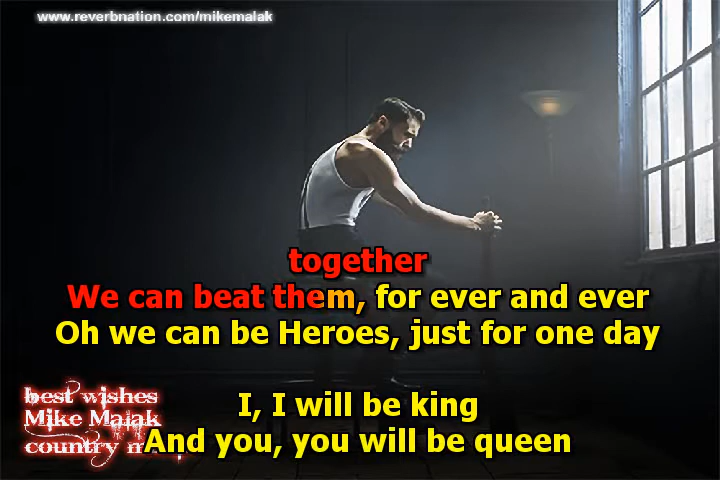 www.reverbnation.com/mikemalak
together
We can beat them, for ever and ever
Oh we can be Heroes, just for one day
I, I will be king
And you, you will be queen
best wishes
Mike Malak
country